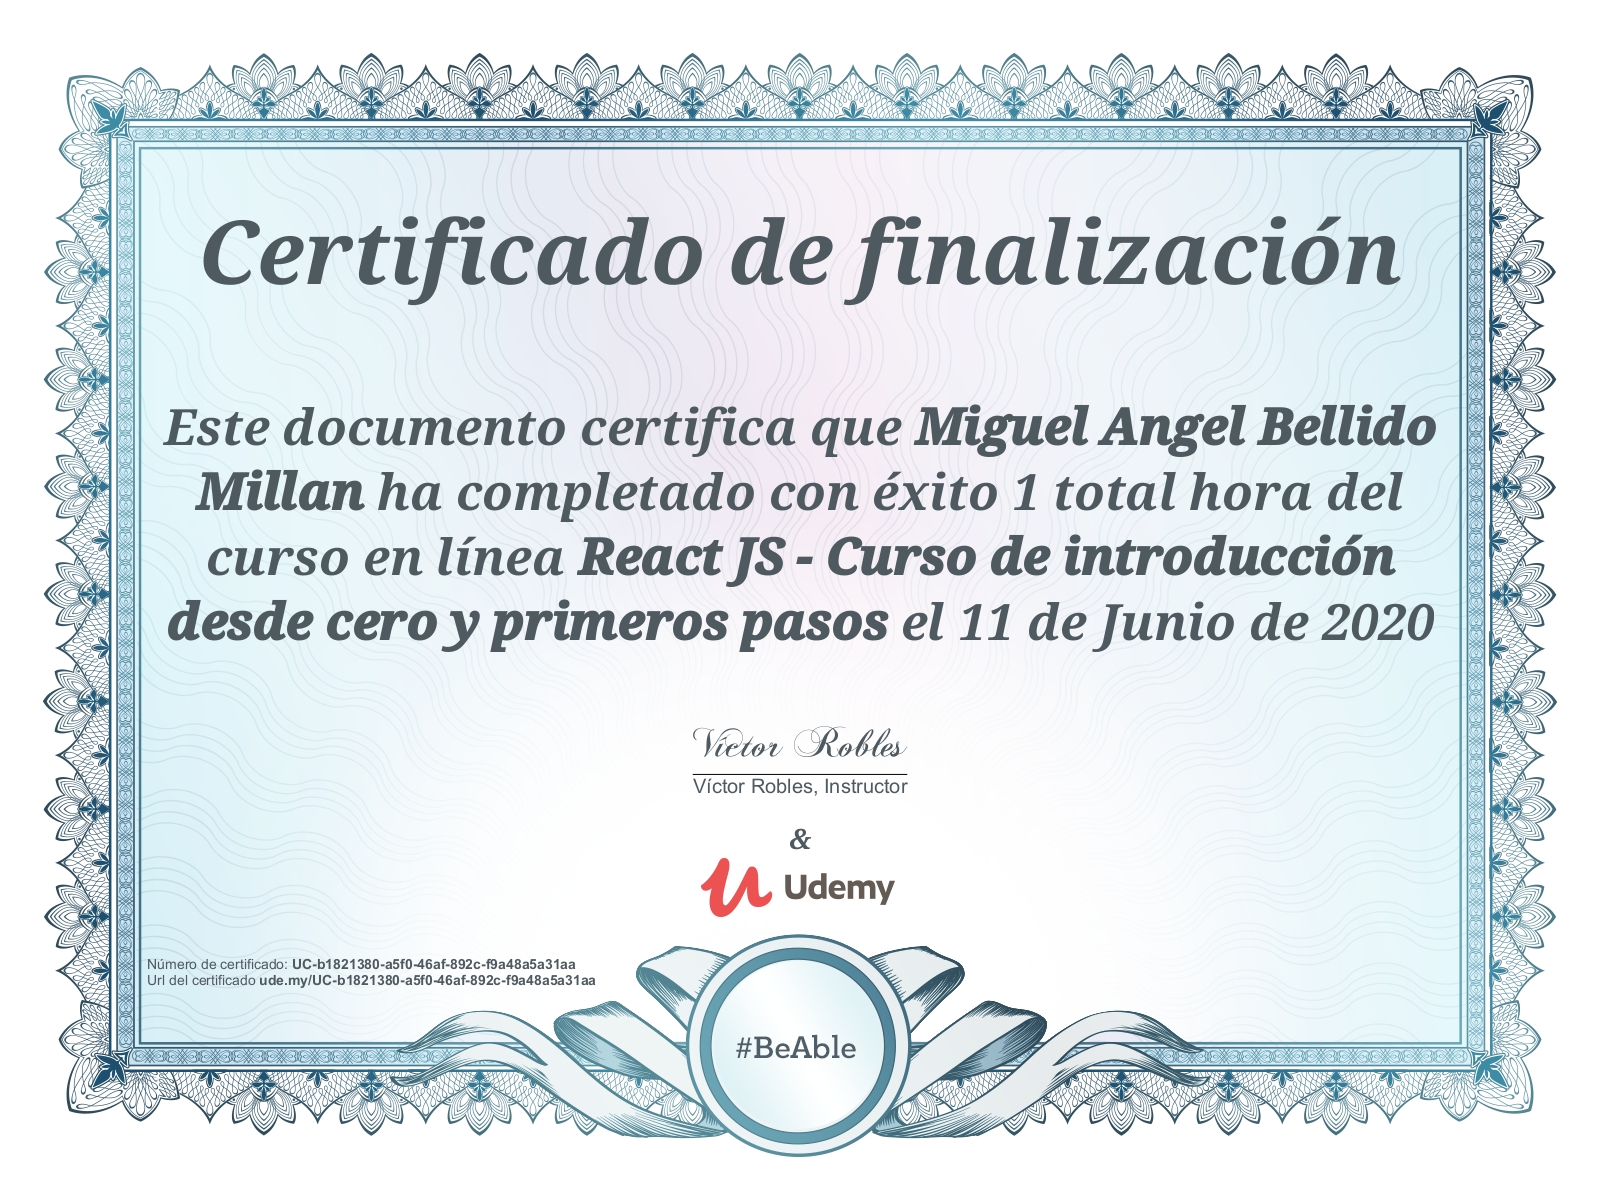 Certificado de finalización
Este documento certifica que Miguel Angel Bellido
Millan ha completado con éxito 1 total hora del
curso en línea React JS - Curso de introducción
desde cero y primeros pasos el 11 de Junio de 2020
Víctor Robles
Víctor Robles, Instructor
&
Udemy
Número de certificado: UC-b1821380-a5f0-46af-892c-f9a48a5a31aa
Url del certificado ude.my/UC-b1821380-a5f0-46af-892c-f9a48a5a31aa
#BeAble